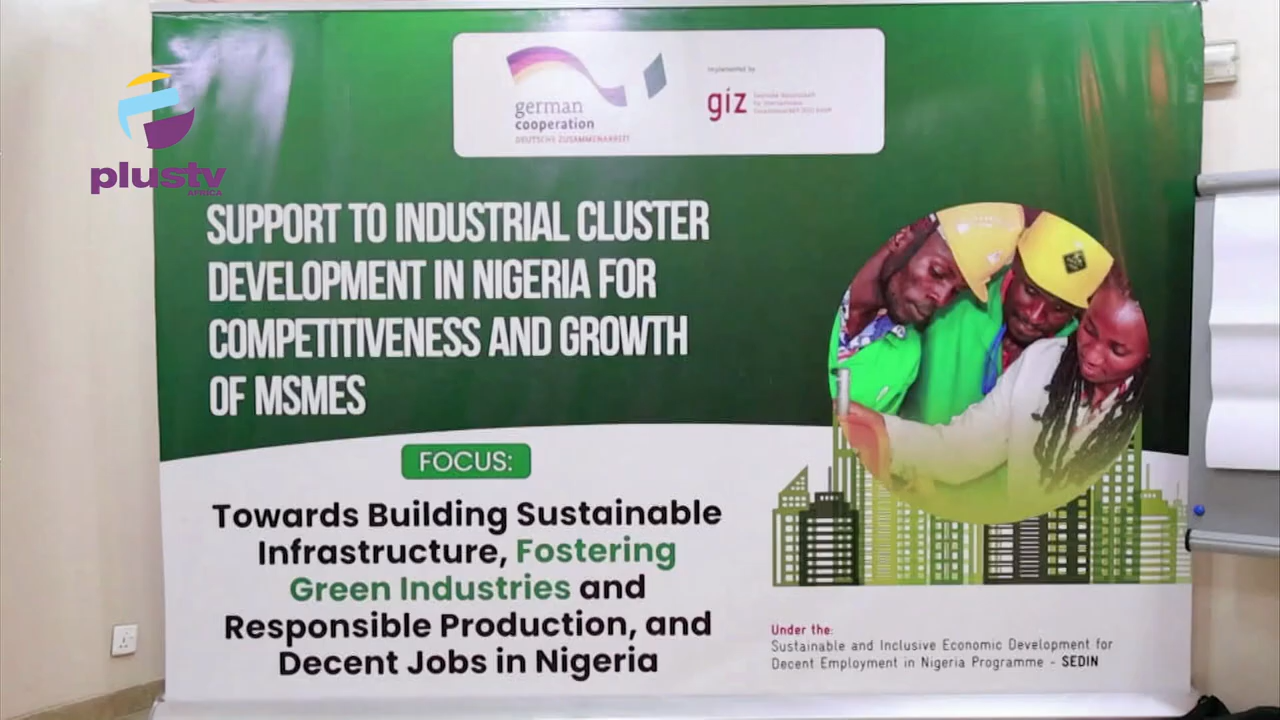 plustv
AFRICA
german
cooperation
DEUTSCHE ZUSAMMENARBEIT
Implemented by
giz
SUPPORT TO INDUSTRIAL CLUSTER
DEVELOPMENT IN NIGERIA FOR
COMPETITIVENESS AND GROWTH
OF MSMES
FOCUS:
Towards Building Sustainable
Infrastructure, Fostering
Green Industries and
Responsible Production, and
Decent Jobs in Nigeria
Under the:
Sustainable and Inclusive Economic Development for
Decent Employment in Nigeria Programme - SEDIN